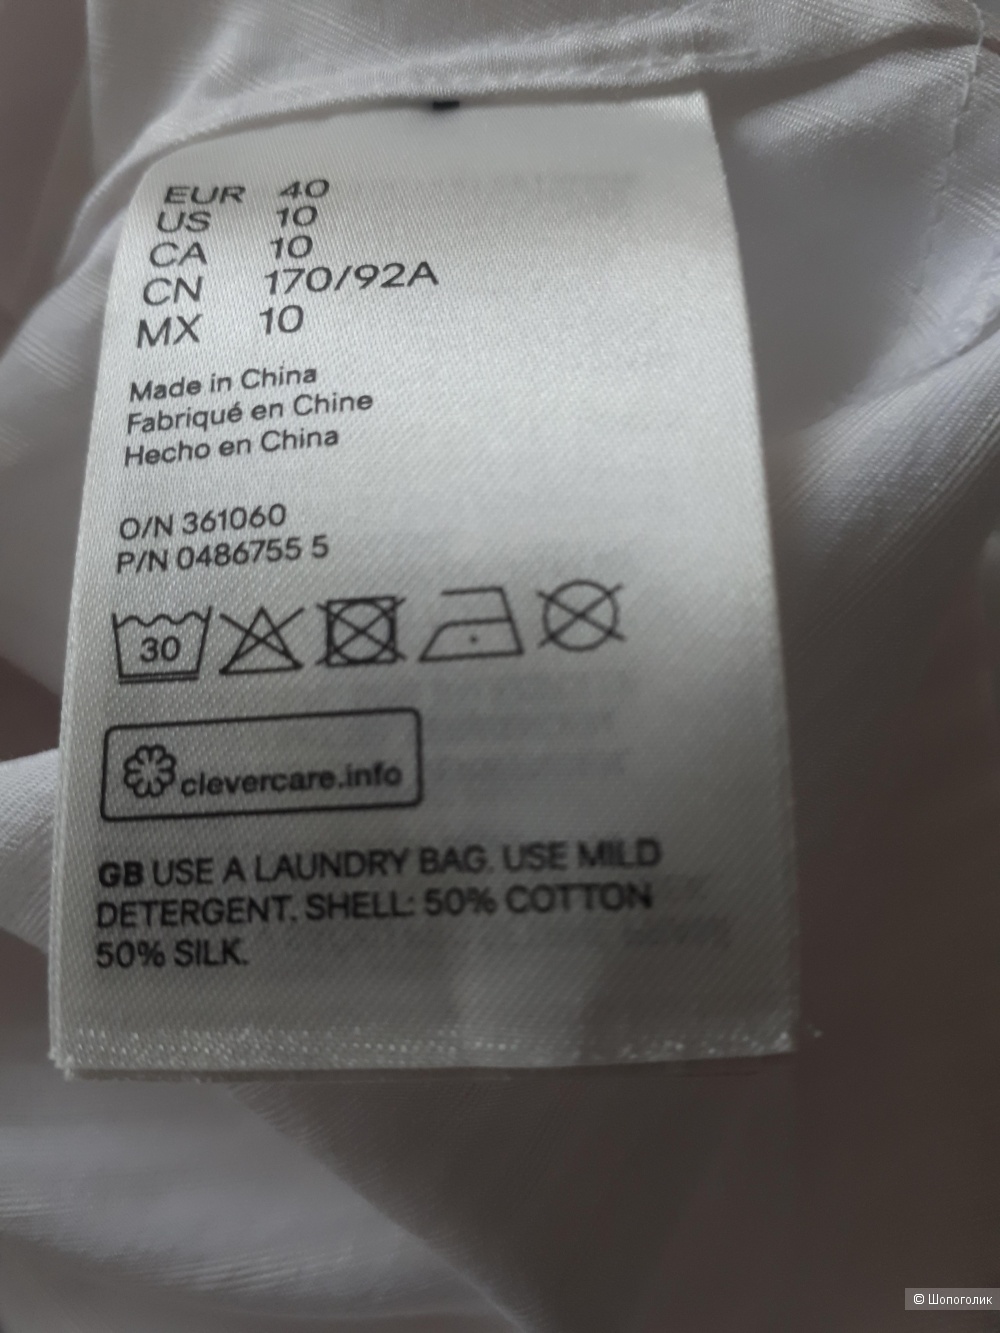 EUR 40
US 10
CA 10
CN 170/92A
MX 10
Made in China
Fabriqué en Chine
Hecho en China
O/N 361060
P/N 0486755 5
30
clevercare.info
GB USE A LAUNDRY BAG. USE MILD
DETERGENT. SHELL: 50% COTTON
50% SILK.
© Шопоголик